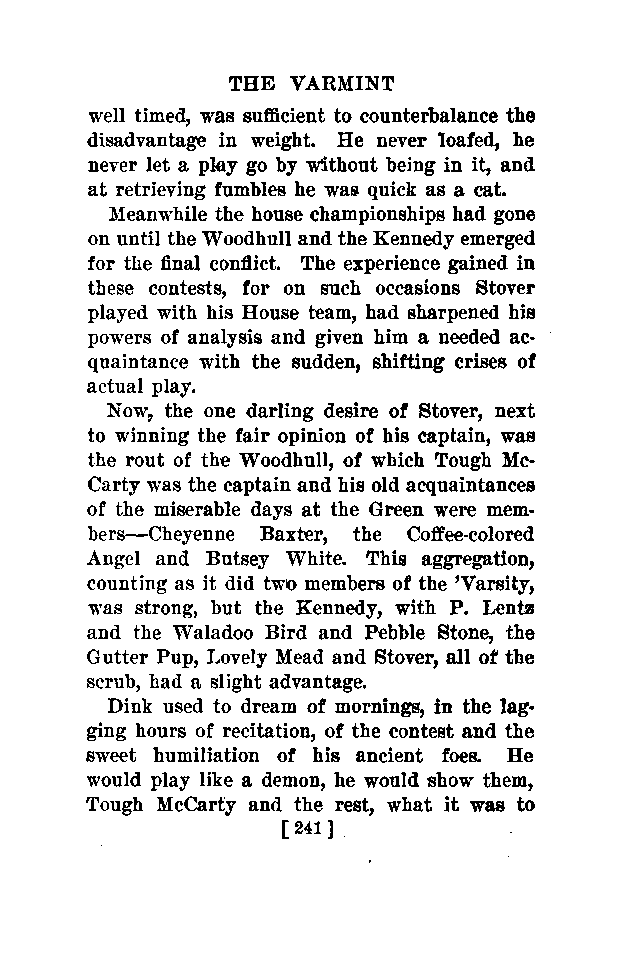 THE VARMINT
well timed, was sufficient to counterbalance the
disadvantage in weight. He never loafed, he
never let a play go by without being in it, and
at retrieving fumbles he was quick as a cat.
Meanwhile the house championships had gone
on until the Woodhull and the Kennedy emerged
for the final conflict. The experience gained in
these contests, for on such occasions Stover
played with his House team, had sharpened his
powers of analysis and given him a needed ac-
quaintance with the sudden, shifting crises of
actual play.
Now, the one darling desire of Stover, next
to winning the fair opinion of his captain, was
the rout of the Woodhull, of which Tough Mc-
Carty was the captain and his old acquaintances
of the miserable days at the Green were mem-
bers—Cheyenne Baxter, the Coffee-colored
Angel and Butsey White. This aggregation,
counting as it did two members of the 'Varsity,
was strong, but the Kennedy, with P. Lentz
and the Waladoo Bird and Pebble Stone, the
Gutter Pup, Lovely Mead and Stover, all of the
scrub, had a slight advantage.
Dink used to dream of mornings, in the lag-
ging hours of recitation, of the contest and the
sweet humiliation of his ancient foes. He
would play like a demon, he would show them,
Tough McCarty and the rest, what it was to
[ 241 ]